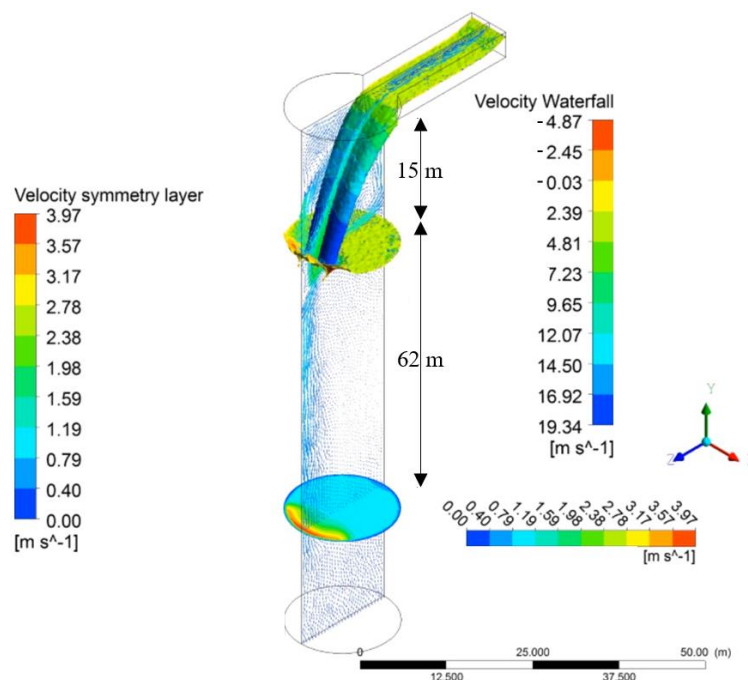 Velocity Waterfall
-4.87
-2.45
-0.03
2.39
4.81
7.23
9.65
12.07
14.50
16.92
19.34
[m s^-1]
15 m
Velocity symmetry layer
3.97
3.57
3.17
2.78
2.38
1.98
1.59
1.19
0.79
0.40
0.00
[m s^-1]
62 m
Y
Z
0.00 0.40 0.79 1.19 1.59 1.98 2.38 2.78 3.17 3.57 3.97
[m s^-1]
0 25.000 50.00 (m)
12.500 37.500